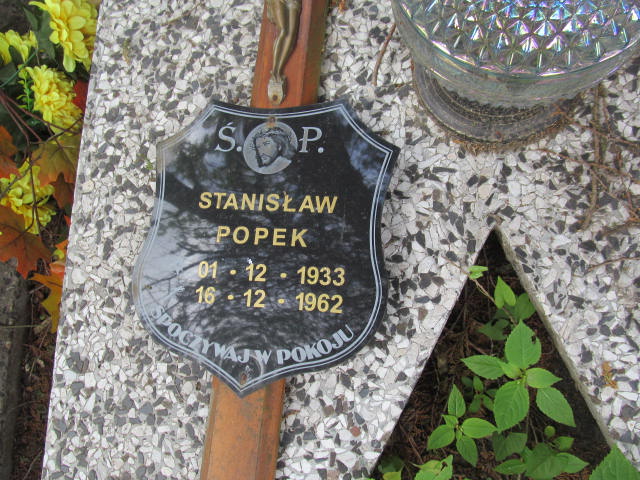 Ś. P.
STANISŁAW
POPEK
01 • 12 • 1933
16 • 12 • 1962
SPOCZYWAJ W POKOJU